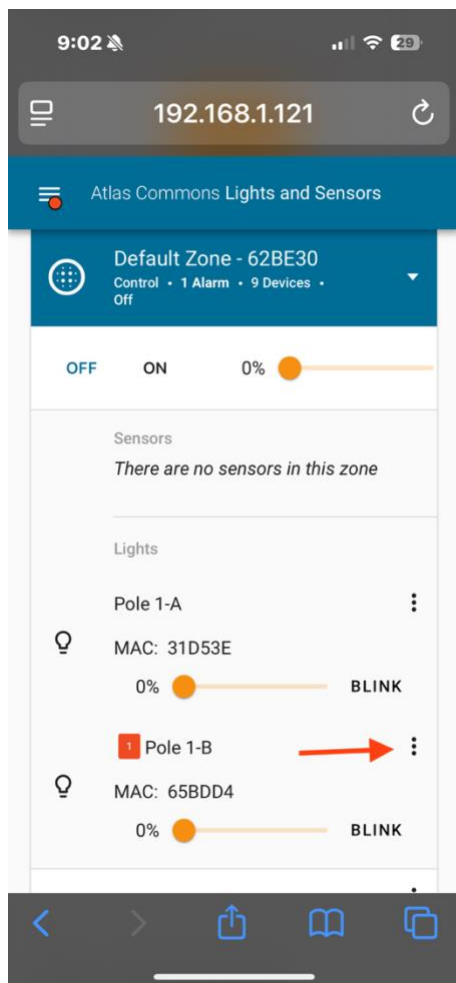 9:02
29
192.168.1.121
Atlas Commons Lights and Sensors
Default Zone - 62BE30
Control • 1 Alarm • 9 Devices •
Off
OFF ON 0%
Sensors
There are no sensors in this zone
Lights
Pole 1-A
MAC: 31D53E
0% BLINK
1 Pole 1-B
MAC: 65BDD4
0% BLINK